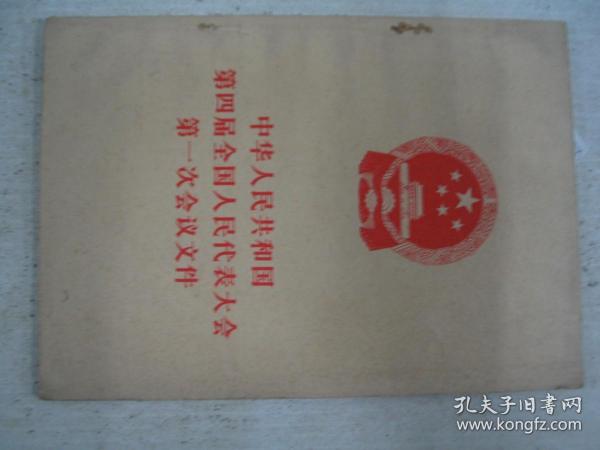 中华人民共和国
第四届全国人民代表大会
第一次会议文件
孔夫子旧书网
www.kongfz.com